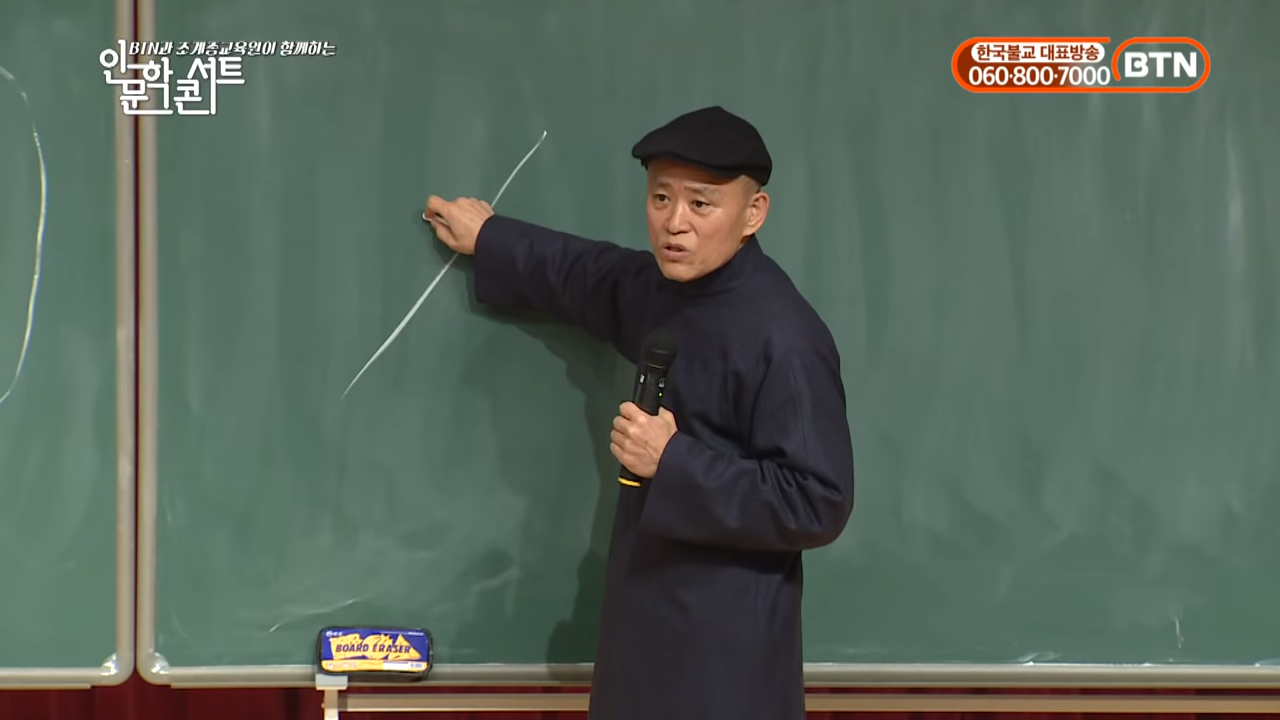 BTN과 조계종교육원이 함께하는
인문학 콘서트
한국불교 대표방송
060·800·7000
BTN
BOARD ERASER